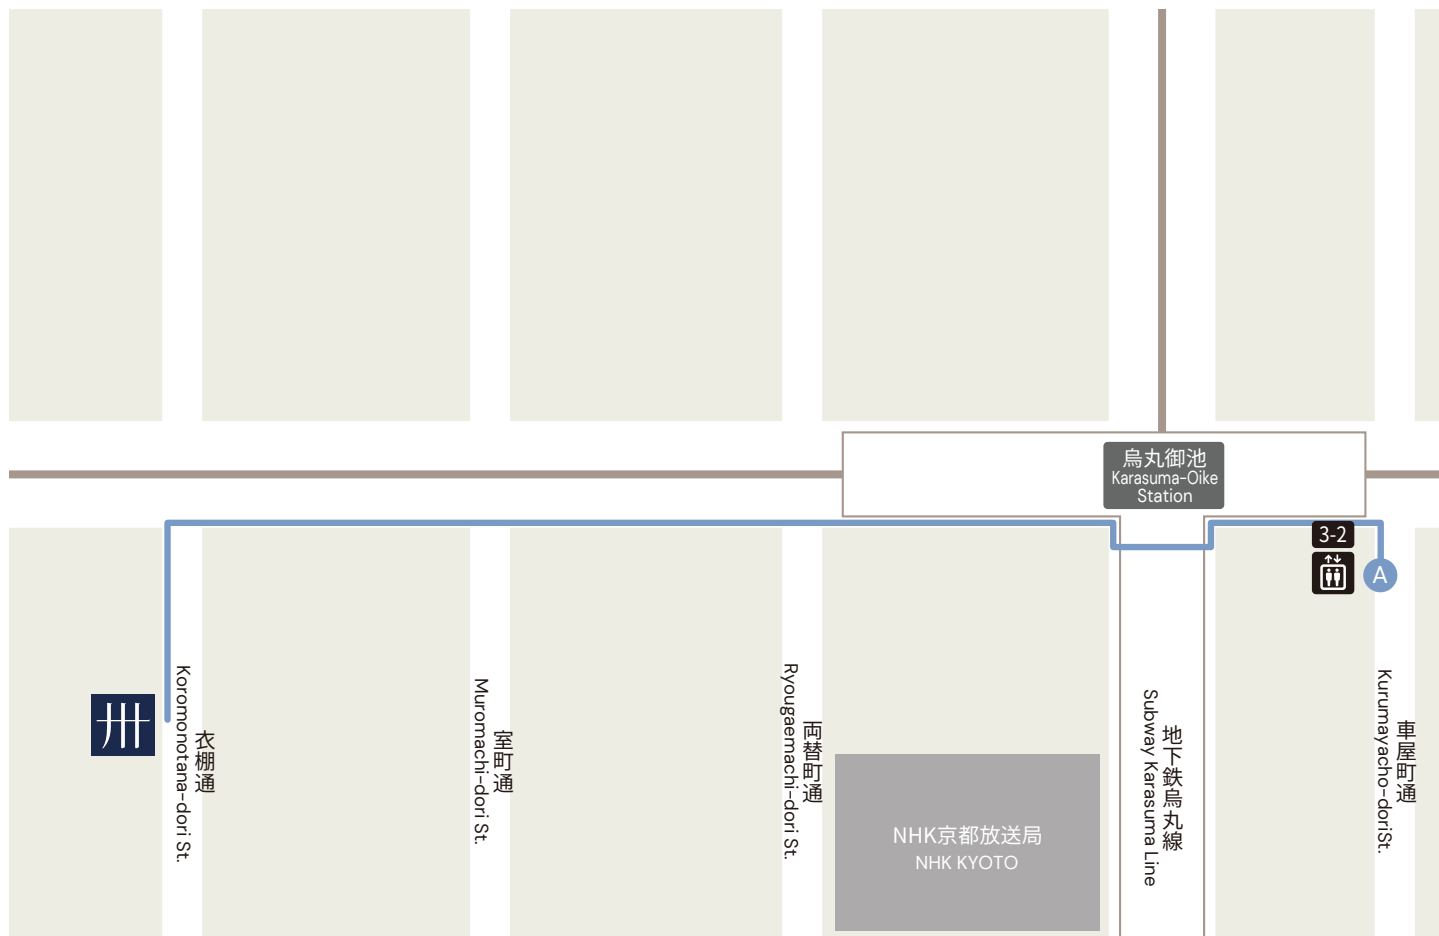 烏丸御池
Karasuma-Oike
Station
3-2
A
卅
衣棚通
Koromonotana-dori St.
室町通
Muromachi-dori St.
両替町通
Ryougaemachi-dori St.
NHK京都放送局
NHK KYOTO
地下鉄烏丸線
Subway Karasuma Line
車屋町通
Kurumayacho-doriSt.